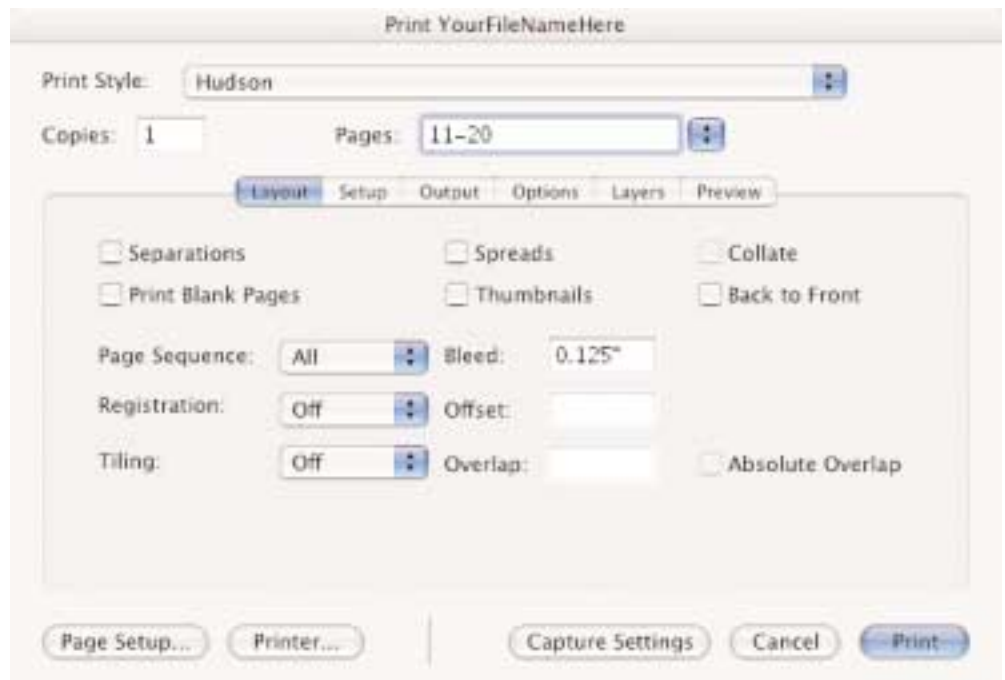 Print YourFileNameHere
Print Style: Hudson
Copies: 1 Pages: 11-20
Layout Setup Output Options Layers Preview
Separations Spreads Collate
Print Blank Pages Thumbnails Back to Front
Page Sequence: All Bleed: 0.125"
Registration: Off Offset:
Tiling: Off Overlap: Absolute Overlap
Page Setup... Printer... Capture Settings Cancel Print